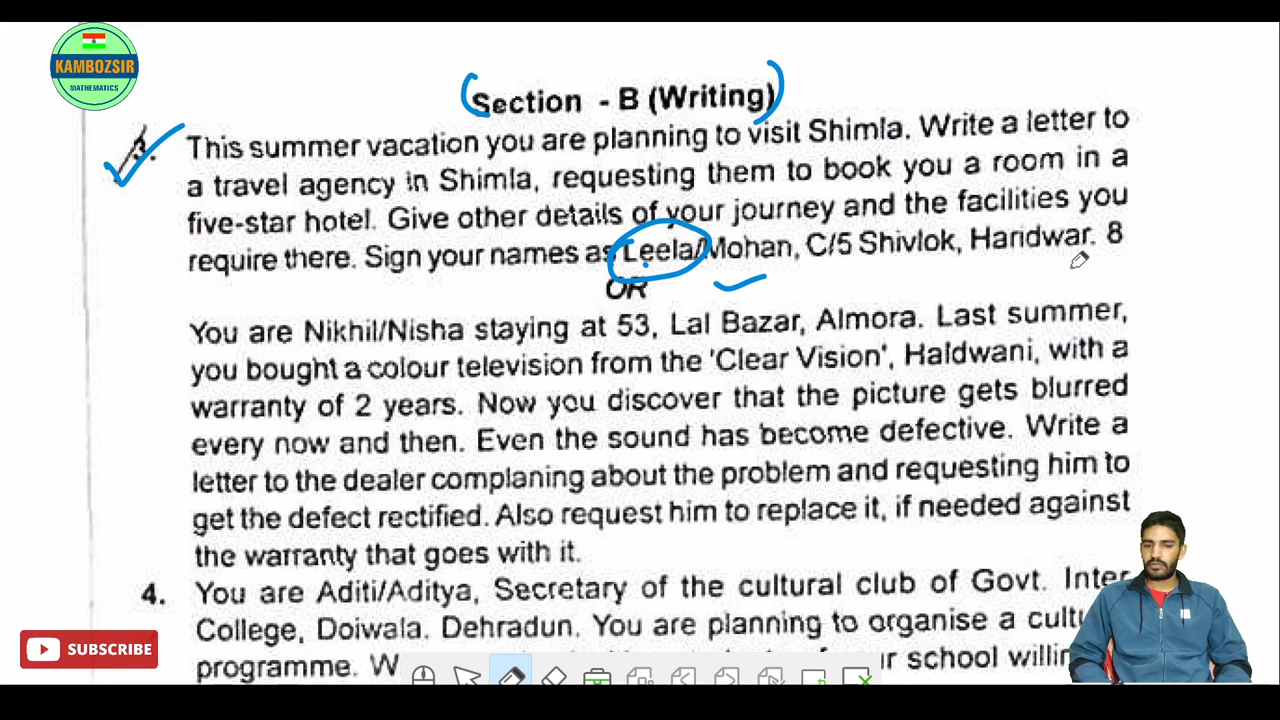 KAMBOZSIR
MATHEMATICS
Section - B (Writing)
3. This summer vacation you are planning to visit Shimla. Write a letter to
a travel agency in Shimla, requesting them to book you a room in a
five-star hotel. Give other details of your journey and the facilities you
require there. Sign your names as Leela/Mohan, C/5 Shivlok, Haridwar. 8
OR
You are Nikhil/Nisha staying at 53, Lal Bazar, Almora. Last summer,
you bought a colour television from the 'Clear Vision', Haldwani, with a
warranty of 2 years. Now you discover that the picture gets blurred
every now and then. Even the sound has become defective. Write a
letter to the dealer complaning about the problem and requesting him to
get the defect rectified. Also request him to replace it, if needed against
the warranty that goes with it.
4. You are Aditi/Aditya, Secretary of the cultural club of Govt. Inter
College, Doiwala. Dehradun. You are planning to organise a cultu
programme. W school willin
SUBSCRIBE